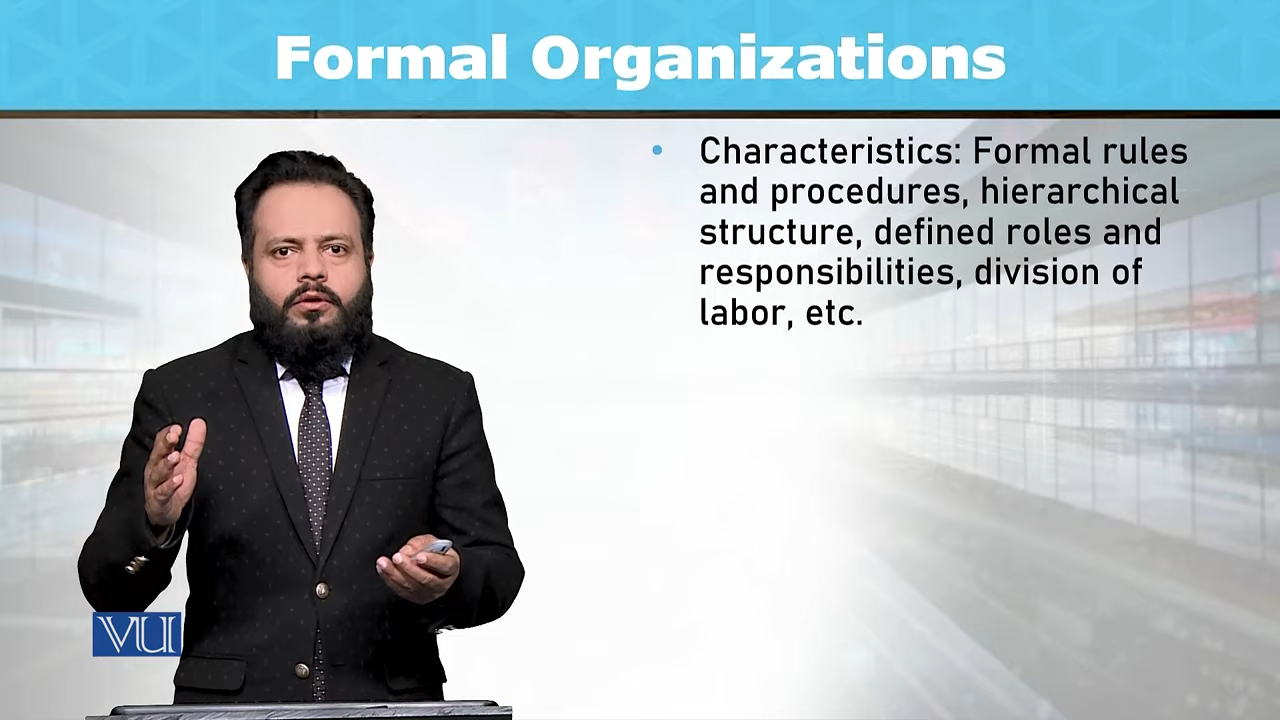 Formal Organizations
• Characteristics: Formal rules
and procedures, hierarchical
structure, defined roles and
responsibilities, division of
labor, etc.
VU